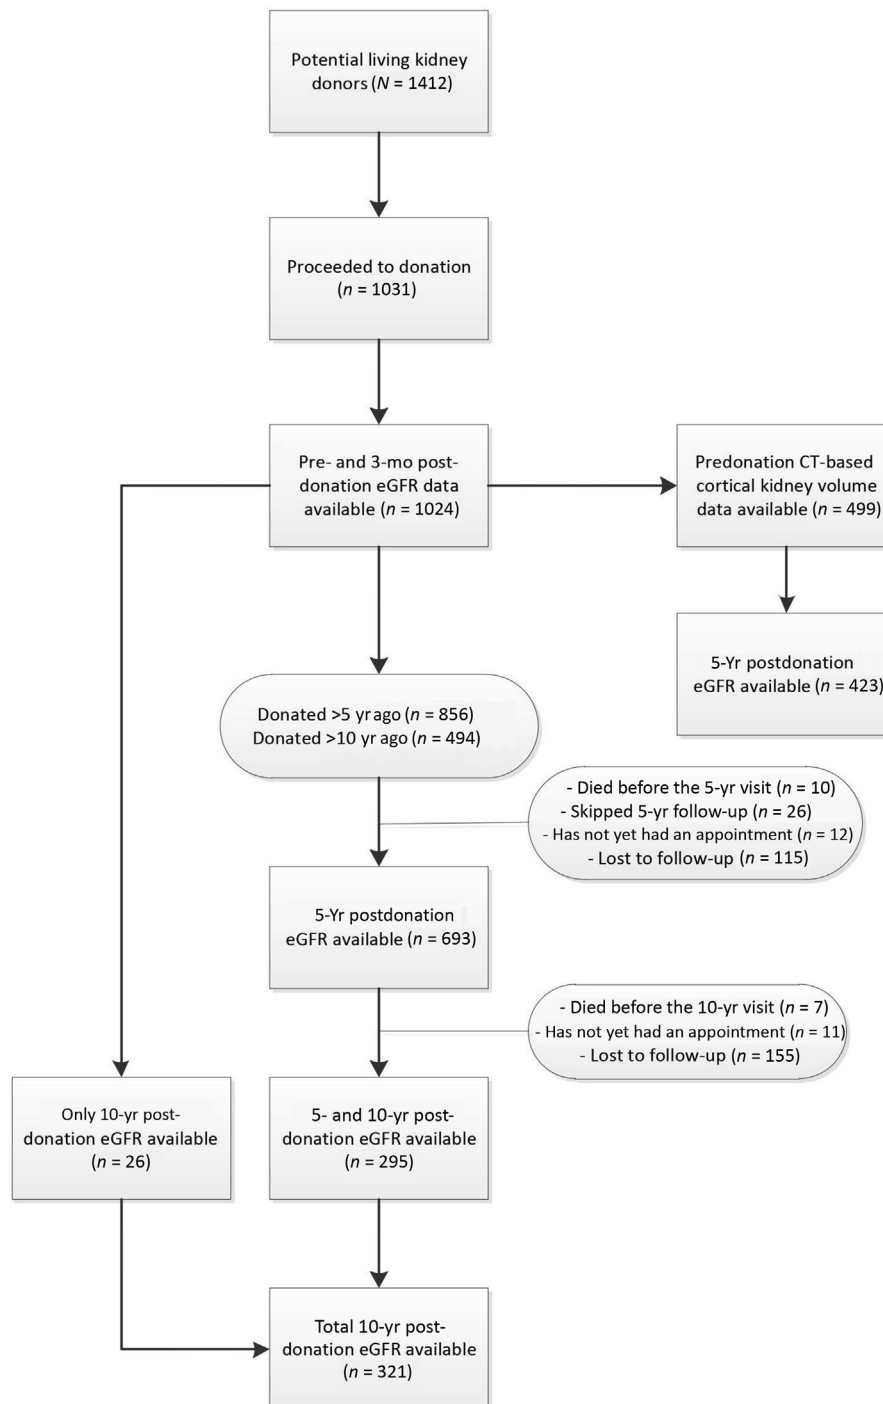 Potential living kidney
donors (N = 1412)
Proceeded to donation
(n = 1031)
Pre- and 3-mo post-
donation eGFR data
available (n = 1024)
Predonation CT-based
cortical kidney volume
data available (n = 499)
5-Yr postdonation
eGFR available (n = 423)
Donated >5 yr ago (n = 856)
Donated >10 yr ago (n = 494)
- Died before the 5-yr visit (n = 10)
- Skipped 5-yr follow-up (n = 26)
- Has not yet had an appointment (n = 12)
- Lost to follow-up (n = 115)
5-Yr postdonation
eGFR available (n = 693)
- Died before the 10-yr visit (n = 7)
- Has not yet had an appointment (n = 11)
- Lost to follow-up (n = 155)
Only 10-yr post-
donation eGFR available
(n = 26)
5- and 10-yr post-
donation eGFR available
(n = 295)
Total 10-yr post-
donation eGFR available
(n = 321)